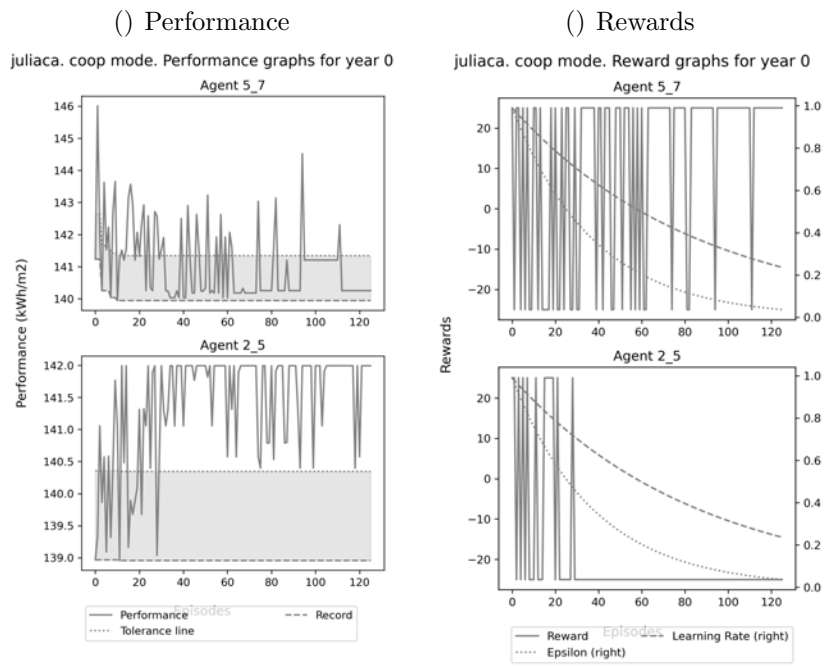 () Performance
juliaca. coop mode. Performance graphs for year 0
Agent 5_7
146
145
144
143
142
141
140
0 20 40 60 80 100 120
Agent 2_5
142.0
141.5
141.0
140.5
140.0
139.5
139.0
0 20 40 60 80 100 120
Performance (kWh/m2)
Episodes
Performance
Record
Tolerance line
() Rewards
juliaca. coop mode. Reward graphs for year 0
Agent 5_7
20
10
0
−10
−20
1.0
0.8
0.6
0.4
0.2
0.0
0 20 40 60 80 100 120
Agent 2_5
20
10
0
−10
−20
1.0
0.8
0.6
0.4
0.2
0.0
0 20 40 60 80 100 120
Rewards
Episodes
Reward
Learning Rate (right)
Epsilon (right)